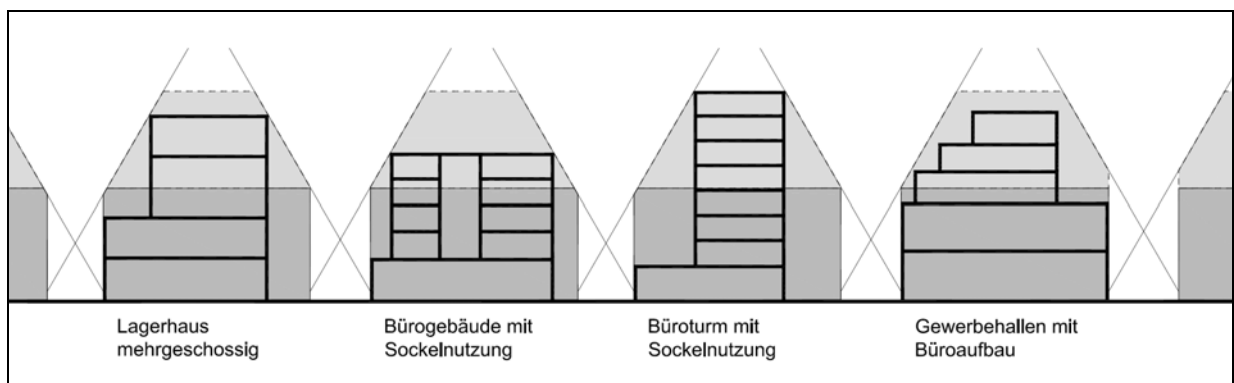 Lagerhaus
mehrgeschossig
Bürogebäude mit
Sockelnutzung
Büroturm mit
Sockelnutzung
Gewerbehallen mit
Büroaufbau